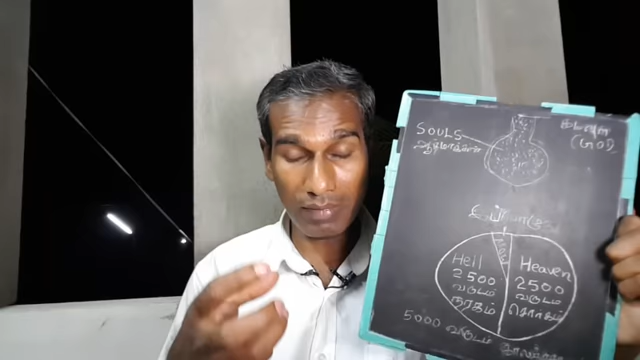 கடவுள்
SOULS
(GOD)
ஆத்மாக்கள்
Hell
2500
வருடம்
நரகம்
Heaven
2500
வருடம்
சொர்கம்
5000 வருடம்